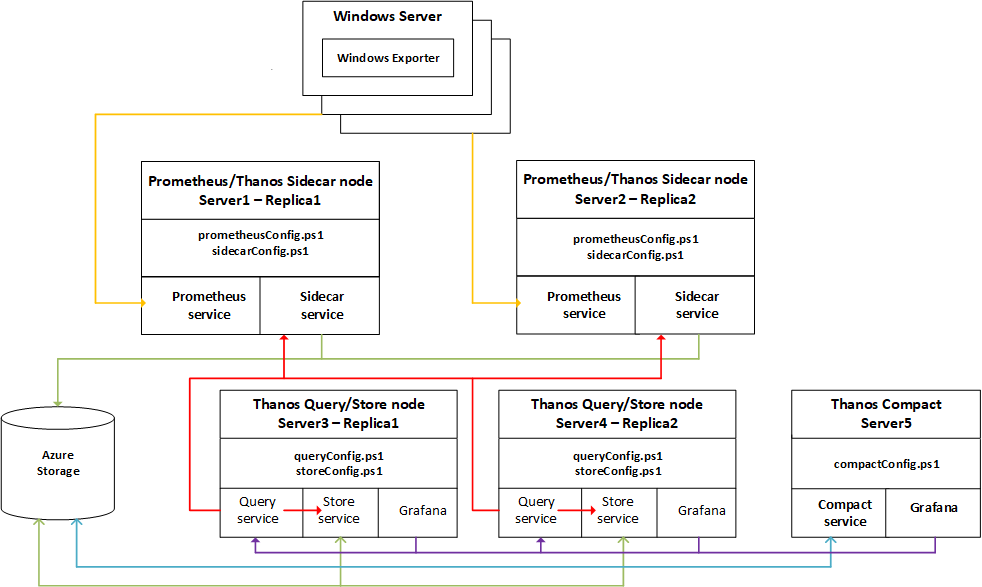 Windows Server
Windows Exporter
Prometheus/Thanos Sidecar node
Server1 – Replica1
prometheusConfig.ps1
sidecarConfig.ps1
Prometheus
service
Sidecar
service
Prometheus/Thanos Sidecar node
Server2 – Replica2
prometheusConfig.ps1
sidecarConfig.ps1
Prometheus
service
Sidecar
service
Azure
Storage
Thanos Query/Store node
Server3 – Replica1
queryConfig.ps1
storeConfig.ps1
Query
service
Store
service
Grafana
Thanos Query/Store node
Server4 – Replica2
queryConfig.ps1
storeConfig.ps1
Query
service
Store
service
Grafana
Thanos Compact
Server5
compactConfig.ps1
Compact
service
Grafana